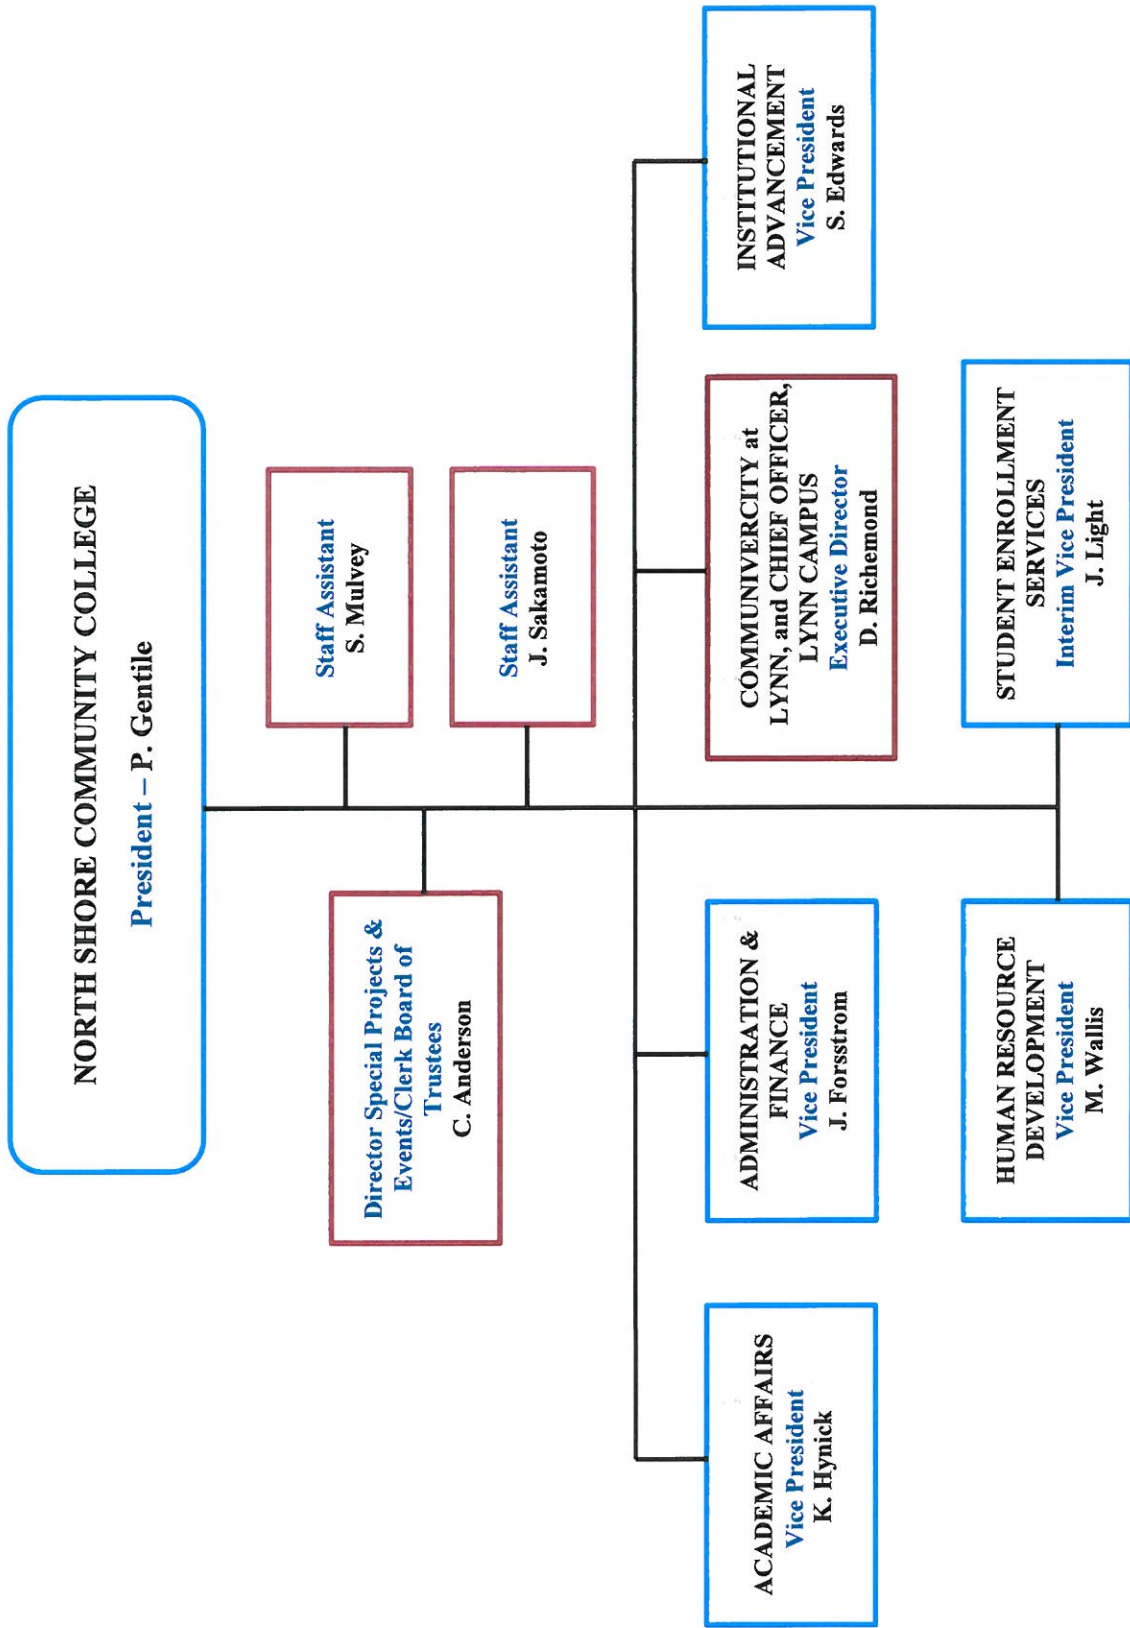 NORTH SHORE COMMUNITY COLLEGE
President – P. Gentile
Staff Assistant
S. Mulvey
Director Special Projects &
Events/Clerk Board of
Trustees
C. Anderson
Staff Assistant
J. Sakamoto
ACADEMIC AFFAIRS
Vice President
K. Hynick
ADMINISTRATION &
FINANCE
Vice President
J. Forsstrom
COMMUNIVERCITY at
LYNN, and CHIEF OFFICER,
LYNN CAMPUS
Executive Director
D. Richemond
INSTITUTIONAL
ADVANCEMENT
Vice President
S. Edwards
HUMAN RESOURCE
DEVELOPMENT
Vice President
M. Wallis
STUDENT ENROLLMENT
SERVICES
Interim Vice President
J. Light